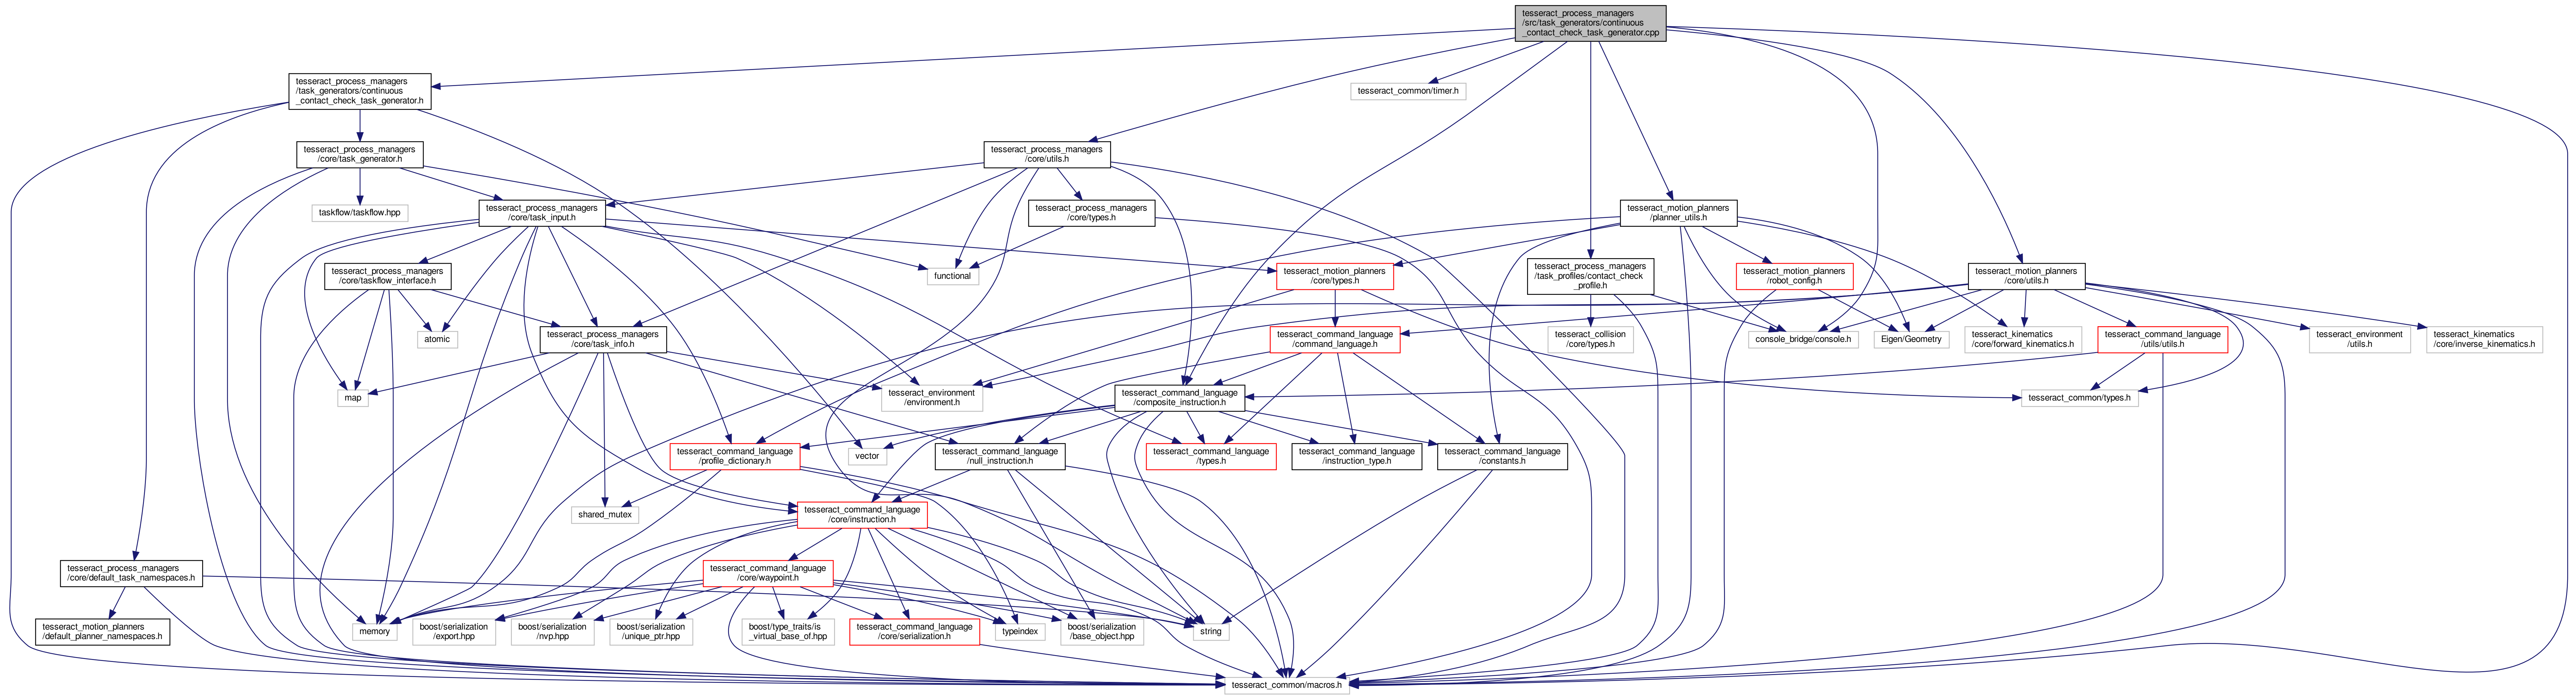 tesseract_process_managers
/src/task_generators/continuous
_contact_check_task_generator.cpp
tesseract_process_managers
/task_generators/continuous
_contact_check_task_generator.h
tesseract_common/timer.h
tesseract_process_managers
/core/task_generator.h
tesseract_process_managers
/core/utils.h
taskflow/taskflow.hpp
tesseract_process_managers
/core/task_input.h
tesseract_process_managers
/core/types.h
tesseract_motion_planners
/planner_utils.h
tesseract_process_managers
/core/taskflow_interface.h
functional
tesseract_motion_planners
/core/types.h
tesseract_process_managers
/task_profiles/contact_check
_profile.h
tesseract_motion_planners
/robot_config.h
tesseract_motion_planners
/core/utils.h
atomic
tesseract_process_managers
/core/task_info.h
tesseract_command_language
/command_language.h
tesseract_collision
/core/types.h
console_bridge/console.h
Eigen/Geometry
tesseract_kinematics
/core/forward_kinematics.h
tesseract_command_language
/utils/utils.h
tesseract_environment
/utils.h
tesseract_kinematics
/core/inverse_kinematics.h
map
tesseract_environment
/environment.h
tesseract_command_language
/composite_instruction.h
tesseract_common/types.h
tesseract_command_language
/profile_dictionary.h
vector
tesseract_command_language
/null_instruction.h
tesseract_command_language
/types.h
tesseract_command_language
/instruction_type.h
tesseract_command_language
/constants.h
shared_mutex
tesseract_command_language
/core/instruction.h
tesseract_process_managers
/core/default_task_namespaces.h
tesseract_command_language
/core/waypoint.h
tesseract_motion_planners
/default_planner_namespaces.h
memory
boost/serialization
/export.hpp
boost/serialization
/nvp.hpp
boost/serialization
/unique_ptr.hpp
boost/type_traits/is
_virtual_base_of.hpp
tesseract_command_language
/core/serialization.h
typeindex
boost/serialization
/base_object.hpp
string
tesseract_common/macros.h